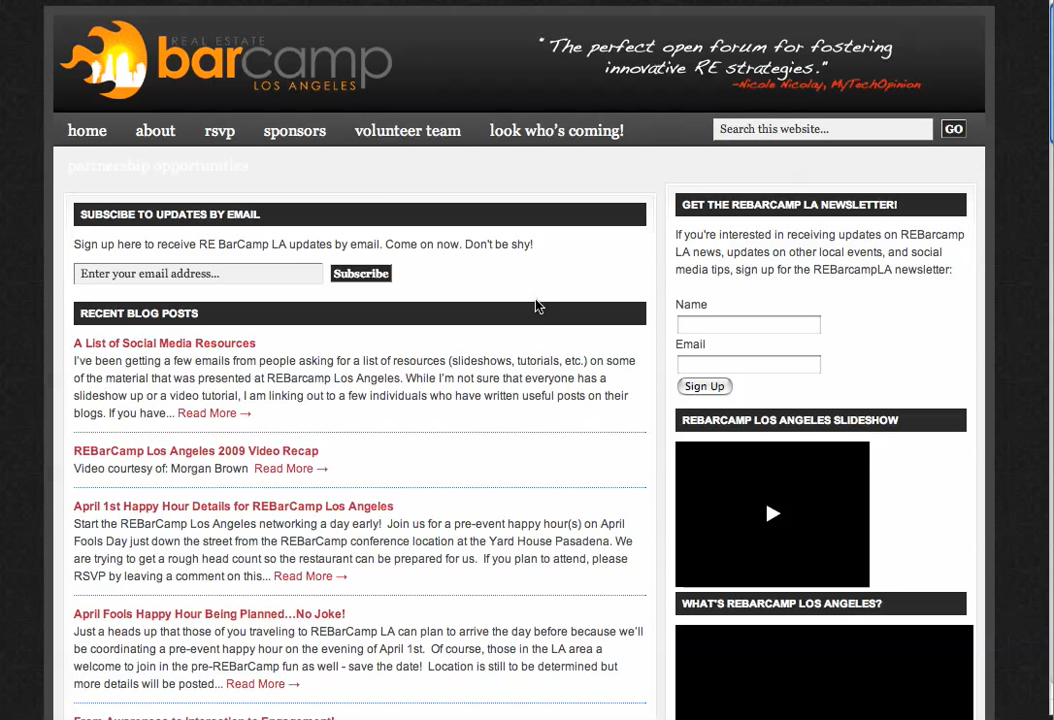 REAL ESTATE
barcamp
LOS ANGELES
"The perfect open forum for fostering
innovative RE strategies."
-Nicole Nicolay, MyTechOpinion
home about rsvp sponsors volunteer team look who's coming!
Search this website... GO
partnership opportunities
SUBSCIBE TO UPDATES BY EMAIL
Sign up here to receive RE BarCamp LA updates by email. Come on now. Don't be shy!
Enter your email address... Subscribe
RECENT BLOG POSTS
A List of Social Media Resources
I've been getting a few emails from people asking for a list of resources (slideshows, tutorials, etc.) on some
of the material that was presented at REBarcamp Los Angeles. While I'm not sure that everyone has a
slideshow up or a video tutorial, I am linking out to a few individuals who have written useful posts on their
blogs. If you have... Read More →
REBarCamp Los Angeles 2009 Video Recap
Video courtesy of: Morgan Brown Read More →
April 1st Happy Hour Details for REBarCamp Los Angeles
Start the REBarCamp Los Angeles networking a day early! Join us for a pre-event happy hour(s) on April
Fools Day just down the street from the REBarCamp conference location at the Yard House Pasadena. We
are trying to get a rough head count so the restaurant can be prepared for us. If you plan to attend, please
RSVP by leaving a comment on this... Read More →
April Fools Happy Hour Being Planned…No Joke!
Just a heads up that those of you traveling to REBarCamp LA can plan to arrive the day before because we'll
be coordinating a pre-event happy hour on the evening of April 1st. Of course, those in the LA area a
welcome to join in the pre-REBarCamp fun as well - save the date! Location is still to be determined but
more details will be posted... Read More →
From Awareness to Interaction to Engagement!
GET THE REBARCAMP LA NEWSLETTER!
If you're interested in receiving updates on REBarcamp
LA news, updates on other local events, and social
media tips, sign up for the REBarcampLA newsletter:
Name
Email
Sign Up
REBARCAMP LOS ANGELES SLIDESHOW
WHAT'S REBARCAMP LOS ANGELES?